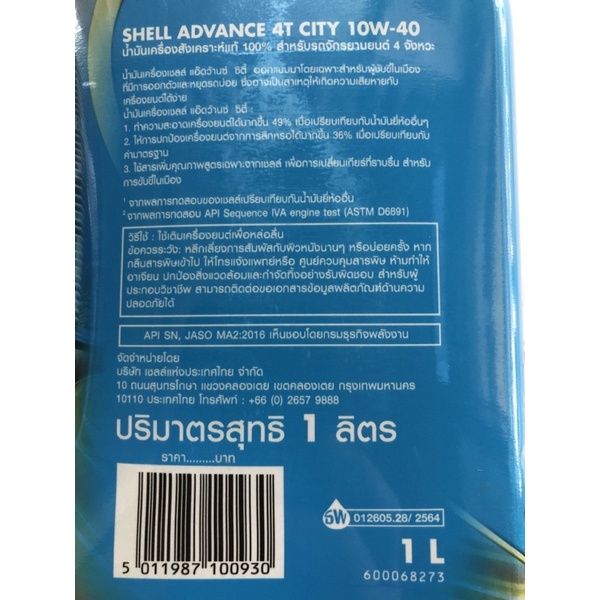 SHELL ADVANCE 4T CITY 10W-40
น้ำมันเครื่องสังเคราะห์แท้ 100% สำหรับรถจักรยานยนต์ 4 จังหวะ
น้ำมันเครื่องเชลล์ แอ๊ดว้านซ์ ซิตี้ ออกแบบมาโดยเฉพาะสำหรับผู้ขับขี่ในเมือง
ที่มีการออกตัวและหยุดรถบ่อย ซึ่งอาจเป็นสาเหตุให้เกิดความเสียหายกับ
เครื่องยนต์ได้ง่าย
น้ำมันเครื่องเชลล์ แอ๊ดว้านซ์ ซิตี้ :
1. ทำความสะอาดเครื่องยนต์ได้มากขึ้น 49% เมื่อเปรียบเทียบกับน้ำมันยี่ห้ออื่นๆ
2. ให้การปกป้องเครื่องยนต์จากการสึกหรอได้มากขึ้น 36% เมื่อเปรียบเทียบกับ
ค่ามาตรฐาน
3. ใช้สารเพิ่มคุณภาพสูตรเฉพาะจากเชลล์ เพื่อการเปลี่ยนเกียร์ที่ราบรื่น สำหรับ
การขับขี่ในเมือง
¹ จากผลการทดสอบของเชลล์เปรียบเทียบกับน้ำมันยี่ห้ออื่น
² จากผลการทดสอบ API Sequence IVA engine test (ASTM D6891)
วิธีใช้ : ใช้เติมเครื่องยนต์เพื่อหล่อลื่น
ข้อควรระวัง: หลีกเลี่ยงการสัมผัสกับผิวหนังนานๆ หรือบ่อยครั้ง หาก
กลืนสารพิษเข้าไป ให้โทรแจ้งแพทย์หรือ ศูนย์ควบคุมสารพิษ ห้ามทำให้
อาเจียน ปกป้องสิ่งแวดล้อมและกำจัดทิ้งอย่างรับผิดชอบ สำหรับผู้
ประกอบวิชาชีพ สามารถติดต่อขอเอกสารข้อมูลผลิตภัณฑ์ด้านความ
ปลอดภัยได้
API SN, JASO MA2:2016 เห็นชอบโดยกรมธุรกิจพลังงาน
จัดจำหน่ายโดย
บริษัท เชลล์แห่งประเทศไทย จำกัด
10 ถนนสุนทรโกษา แขวงคลองเตย เขตคลองเตย กรุงเทพมหานคร
10110 ประเทศไทย โทรศัพท์ : +66 (0) 2657 9888
ปริมาตรสุทธิ 1 ลิตร
ราคา.........บาท
5 011987 100930
ธพ 012605.28/ 2564
1 L
600068273